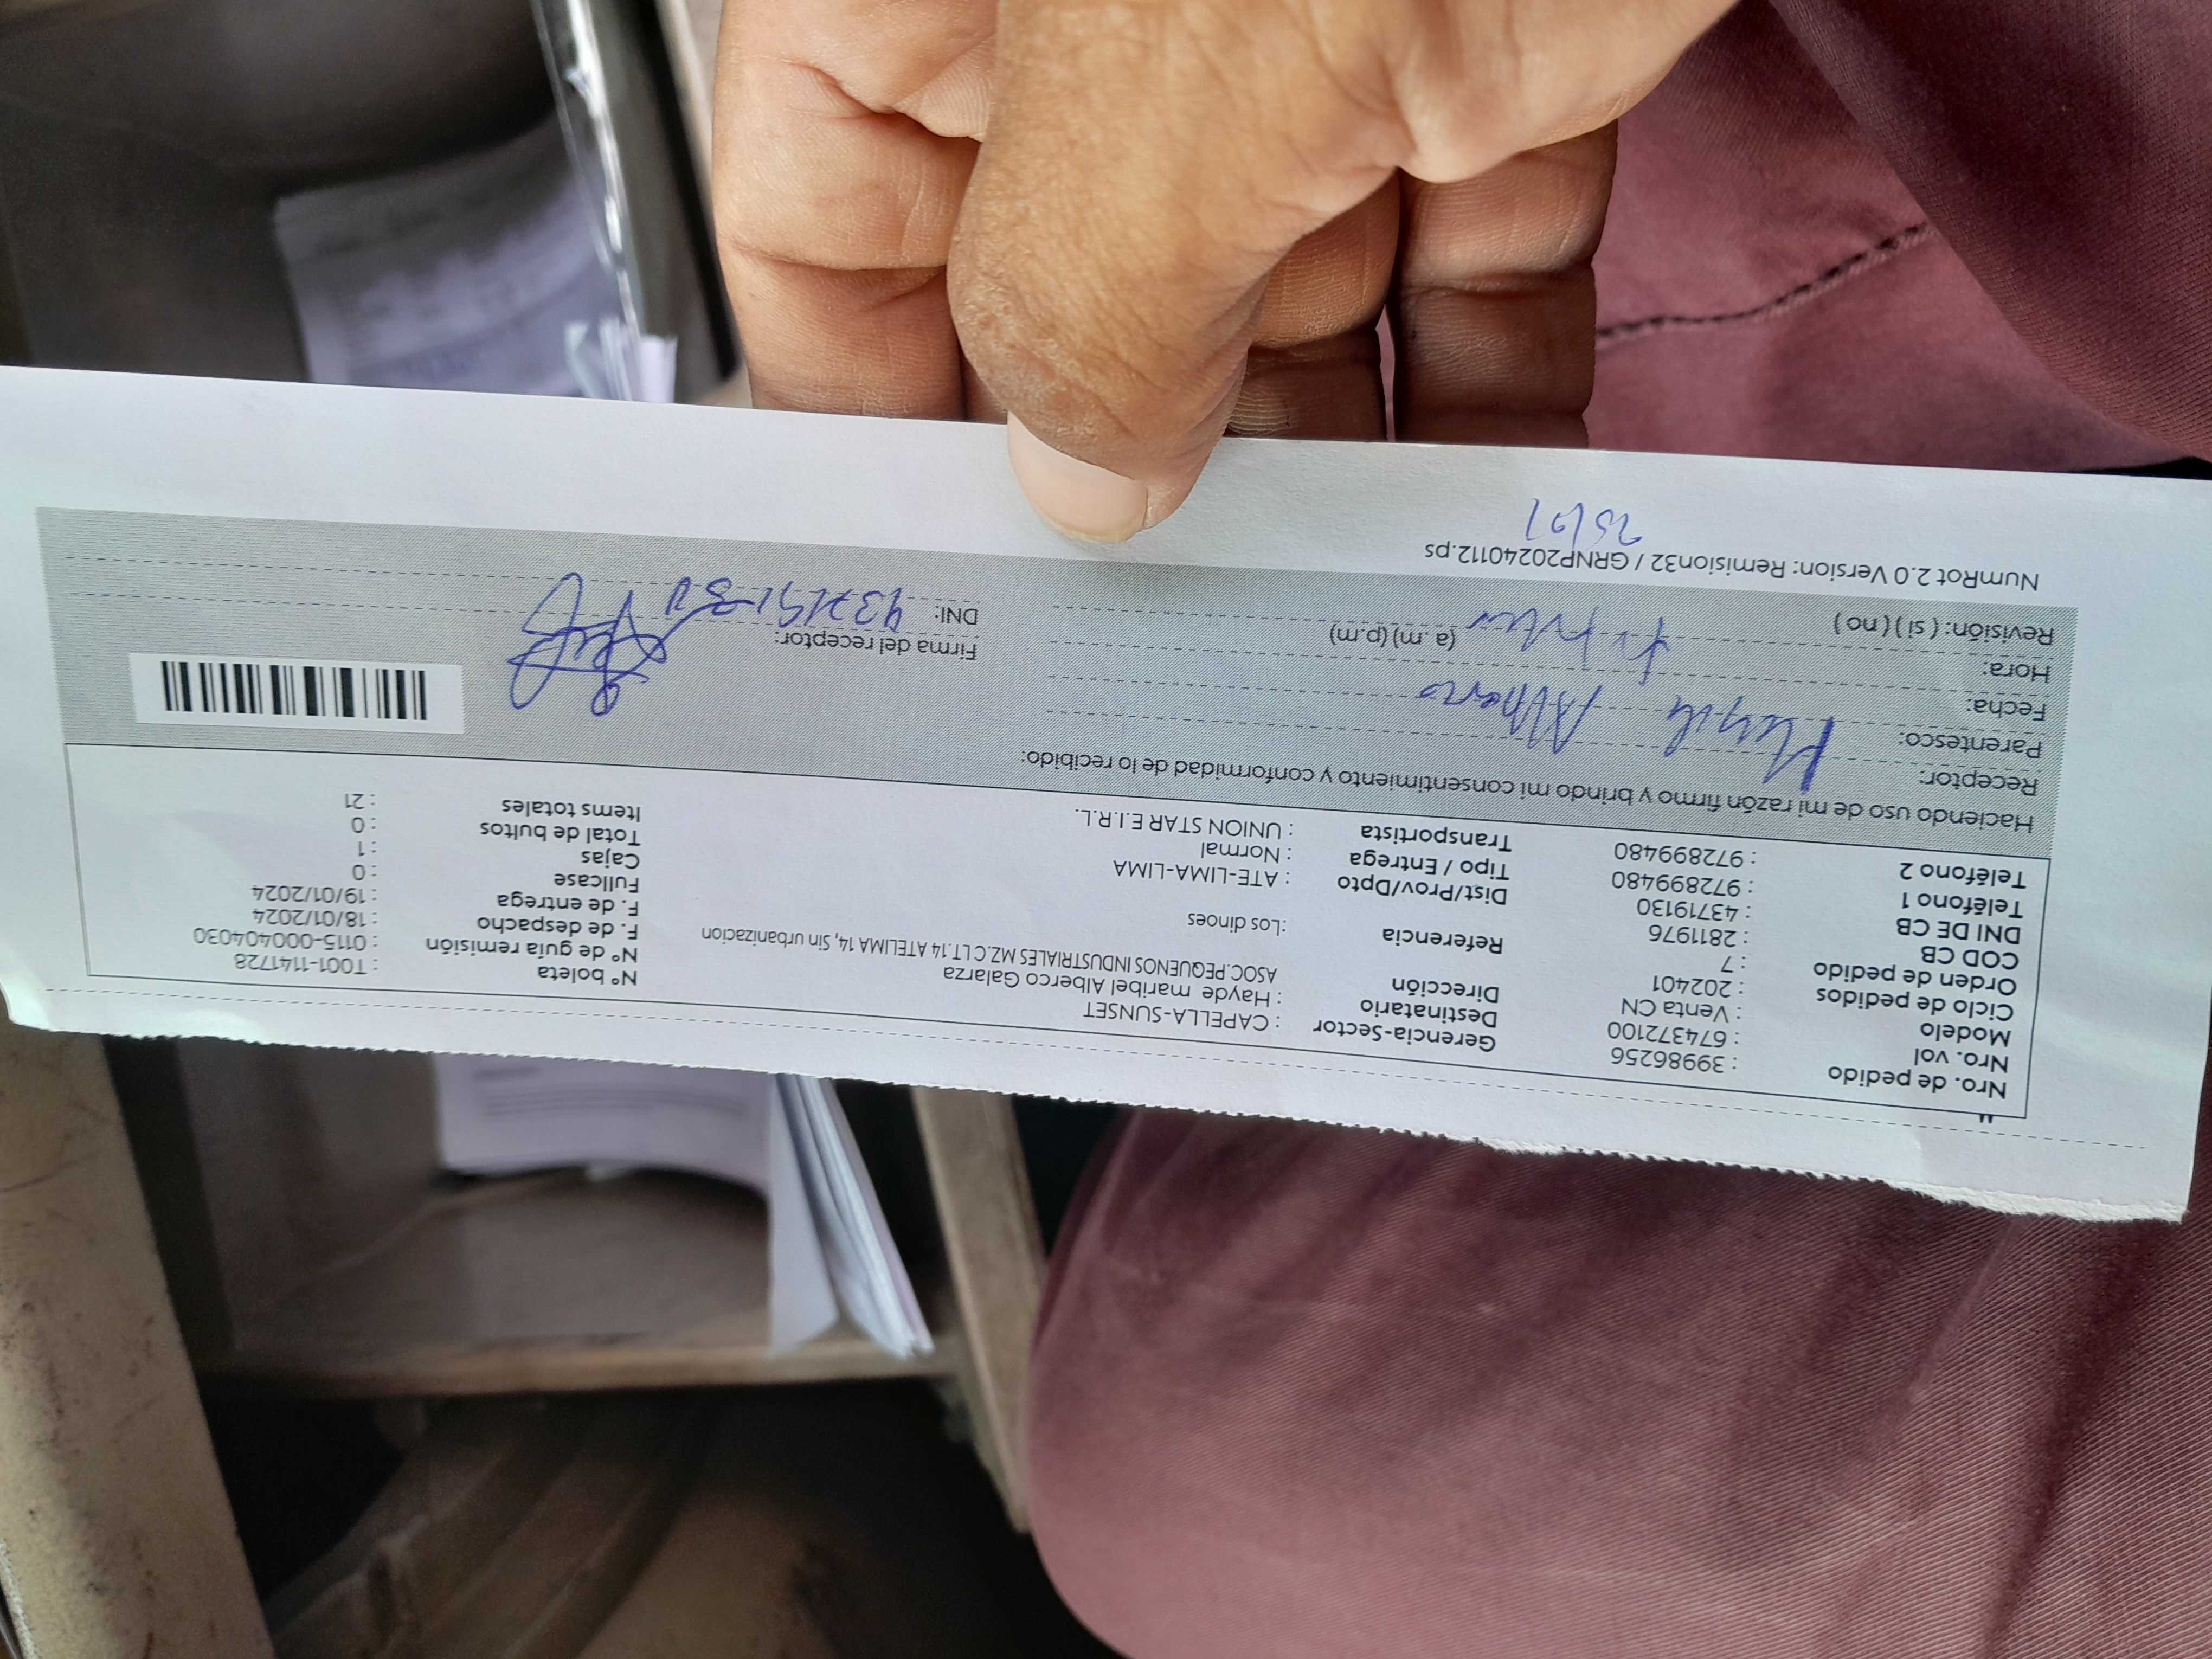 Nro. de pedido : 39986256
Nro. vol : 674372100
Modelo : Venta CN
Ciclo de pedidos : 202401
Orden de pedido : 7
COD CB : 2811976
DNI DE CB : 43719130
Teléfono 1 : 972899480
Teléfono 2 : 972899480
Gerencia-Sector : CAPELLA-SUNSET
Destinatario : Hayde maribel Alberco Galarza
Dirección ASOC.PEQUENOS INDUSTRIALES MZ.C LT.14 ATELIMA 14, Sin urbanizacion
Referencia :Los dinoes
Dist/Prov/Dpto : ATE-LIMA-LIMA
Tipo / Entrega : Normal
Transportista : UNION STAR E.I.R.L.
N° boleta : T001-1141728
N° de guía remisión : 0115-000404030
F. de despacho : 18/01/2024
F. de entrega : 19/01/2024
Fullcase : 0
Cajas : 1
Total de bultos : 0
Items totales : 21
Haciendo uso de mi razón firmo y brindo mi consentimiento y conformidad de lo recibido:
Receptor:
Parentesco:
Fecha:
Hora: (a.m) (p.m)
Revisión: ( si ) ( no )
Firma del receptor:
DNI: 43719130
NumRot 2.0 Version: Remision32 / GRNP20240112.ps